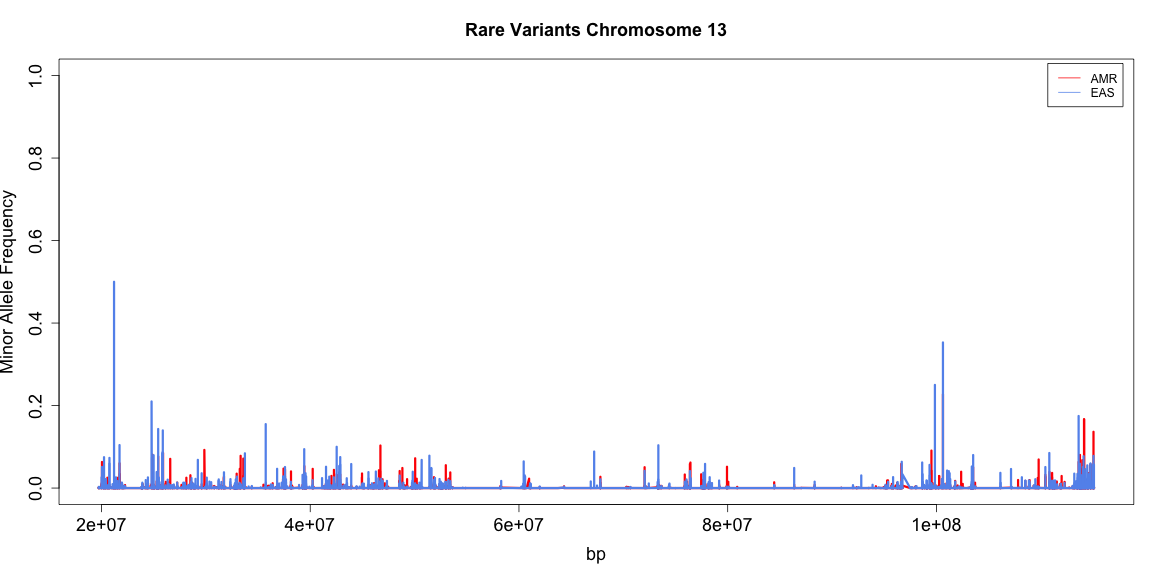 Rare Variants Chromosome 13
AMR
EAS
Minor Allele Frequency
1.0
0.8
0.6
0.4
0.2
0.0
2e+07
4e+07
6e+07
8e+07
1e+08
bp